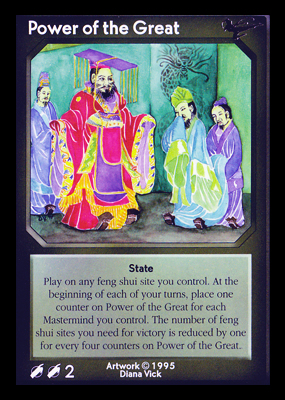 Power of the Great
State
Play on any feng shui site you control. At the
beginning of each of your turns, place one
counter on Power of the Great for each
Mastermind you control. The number of feng
shui sites you need for victory is reduced by one
for every four counters on Power of the Great.
2
Artwork © 1995
Diana Vick